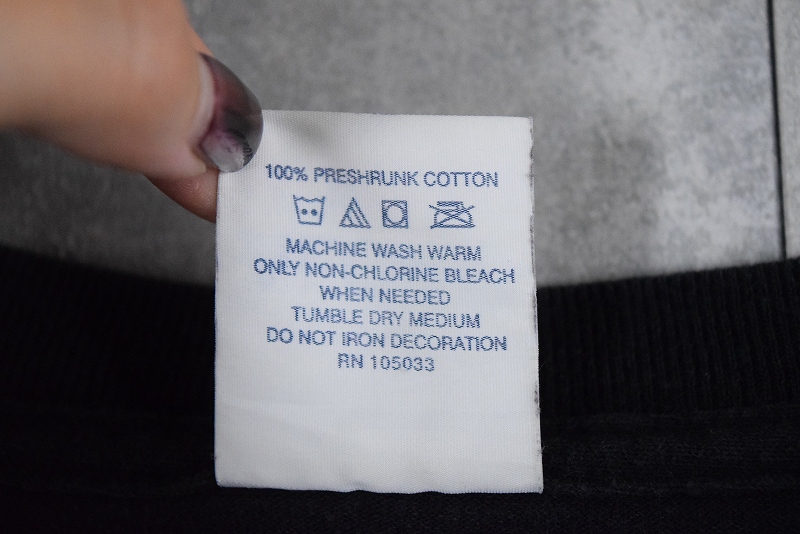 100% PRESHRUNK COTTON
MACHINE WASH WARM
ONLY NON-CHLORINE BLEACH
WHEN NEEDED
TUMBLE DRY MEDIUM
DO NOT IRON DECORATION
RN 105033